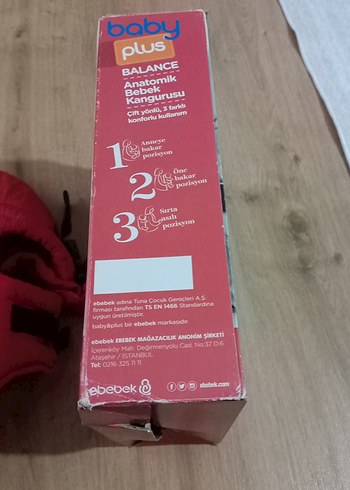 baby
plus
BALANCE
Anatomik
Bebek
Kangurusu
Çift yönlü, 3 farklı
konforlu kullanım
1 Anneye
bakar
pozisyon
2 Öne
bakar
pozisyon
3 Sırta
asılı
pozisyon
ebebek adına Tuna Çocuk Gereçleri A.Ş.
firması tarafından TS EN 1466 Standardına
uygun üretilmiştir.
baby&plus bir ebebek markasıdır.
ebebek EBEBEK MAĞAZACILIK ANONİM ŞİRKETİ
İçerenköy Mah. Değirmenyolu Cad. No:37 D:6
Ataşehir / İSTANBUL
Tel: 0216 325 11 11
ebebek
ebebek.com